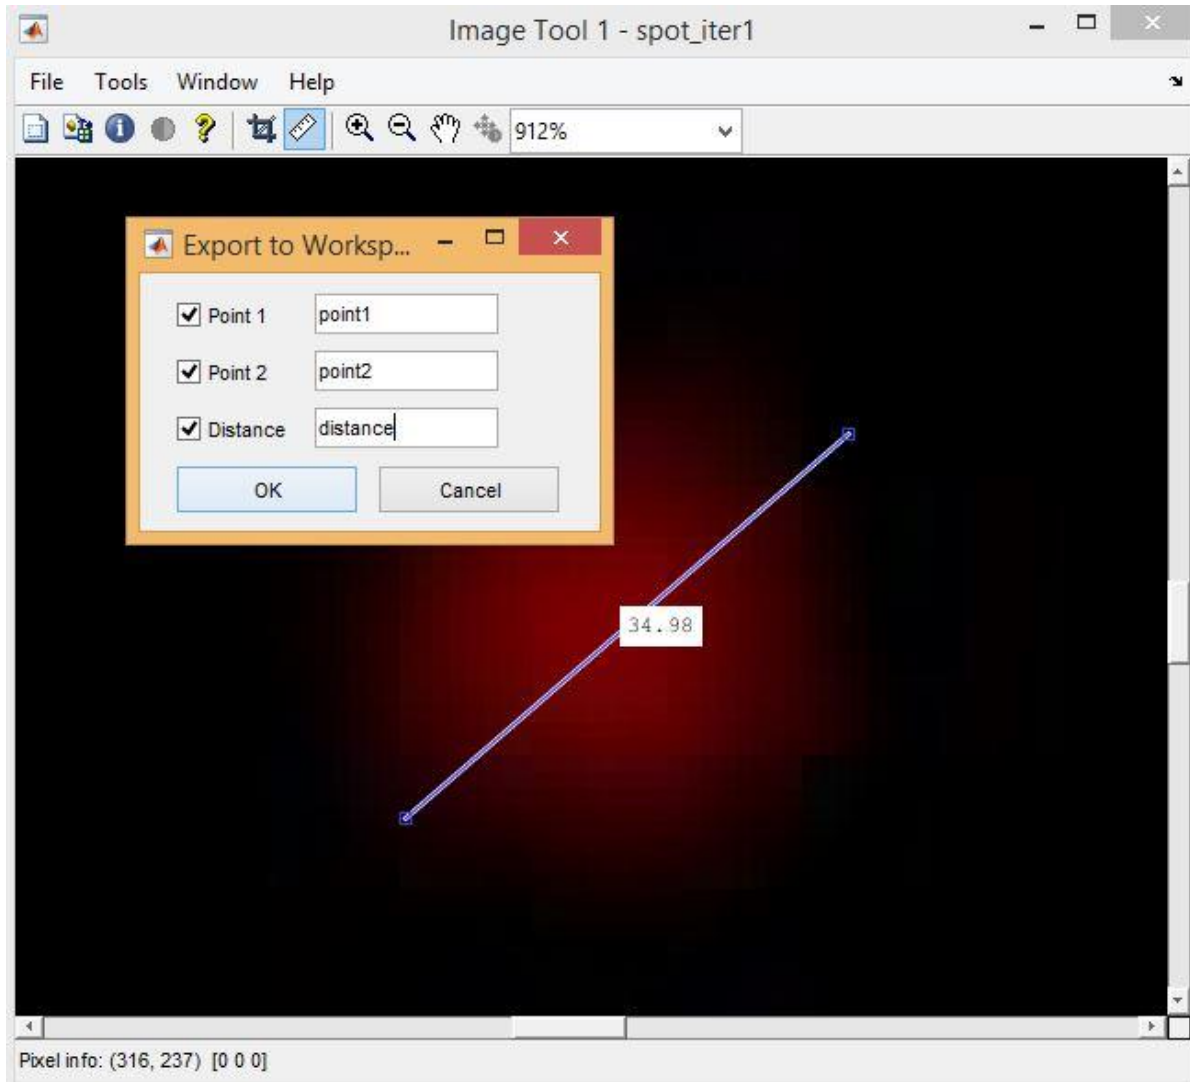 Image Tool 1 - spot_iter1
File Tools Window Help
912%
Export to Worksp...
Point 1 point1
Point 2 point2
Distance distance
OK Cancel
34.98
Pixel info: (316, 237) [0 0 0]